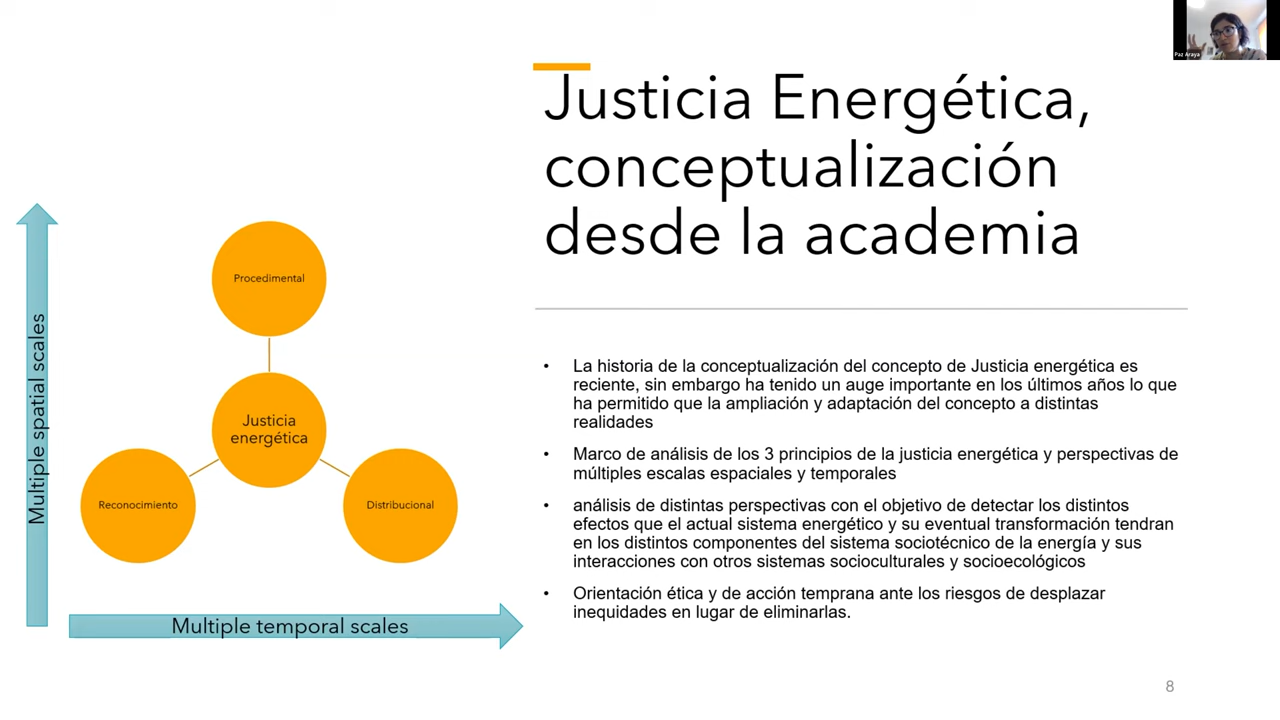 Paz Araya
Justicia Energética,
conceptualización
desde la academia
Multiple spatial scales
Procedimental
Justicia
energética
Reconocimiento
Distribucional
Multiple temporal scales
• La historia de la conceptualización del concepto de Justicia energética es
reciente, sin embargo ha tenido un auge importante en los últimos años lo que
ha permitido que la ampliación y adaptación del concepto a distintas
realidades
• Marco de análisis de los 3 principios de la justicia energética y perspectivas de
múltiples escalas espaciales y temporales
• análisis de distintas perspectivas con el objetivo de detectar los distintos
efectos que el actual sistema energético y su eventual transformación tendran
en los distintos componentes del sistema sociotécnico de la energía y sus
interacciones con otros sistemas socioculturales y socioecológicos
• Orientación ética y de acción temprana ante los riesgos de desplazar
inequidades en lugar de eliminarlas.
8